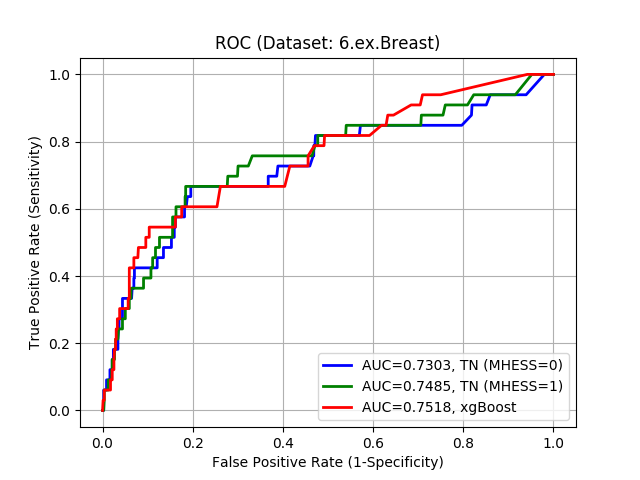 ROC (Dataset: 6.ex.Breast)
True Positive Rate (Sensitivity)
1.0
0.8
0.6
0.4
0.2
0.0
AUC=0.7303, TN (MHESS=0)
AUC=0.7485, TN (MHESS=1)
AUC=0.7518, xgBoost
0.0 0.2 0.4 0.6 0.8 1.0
False Positive Rate (1-Specificity)